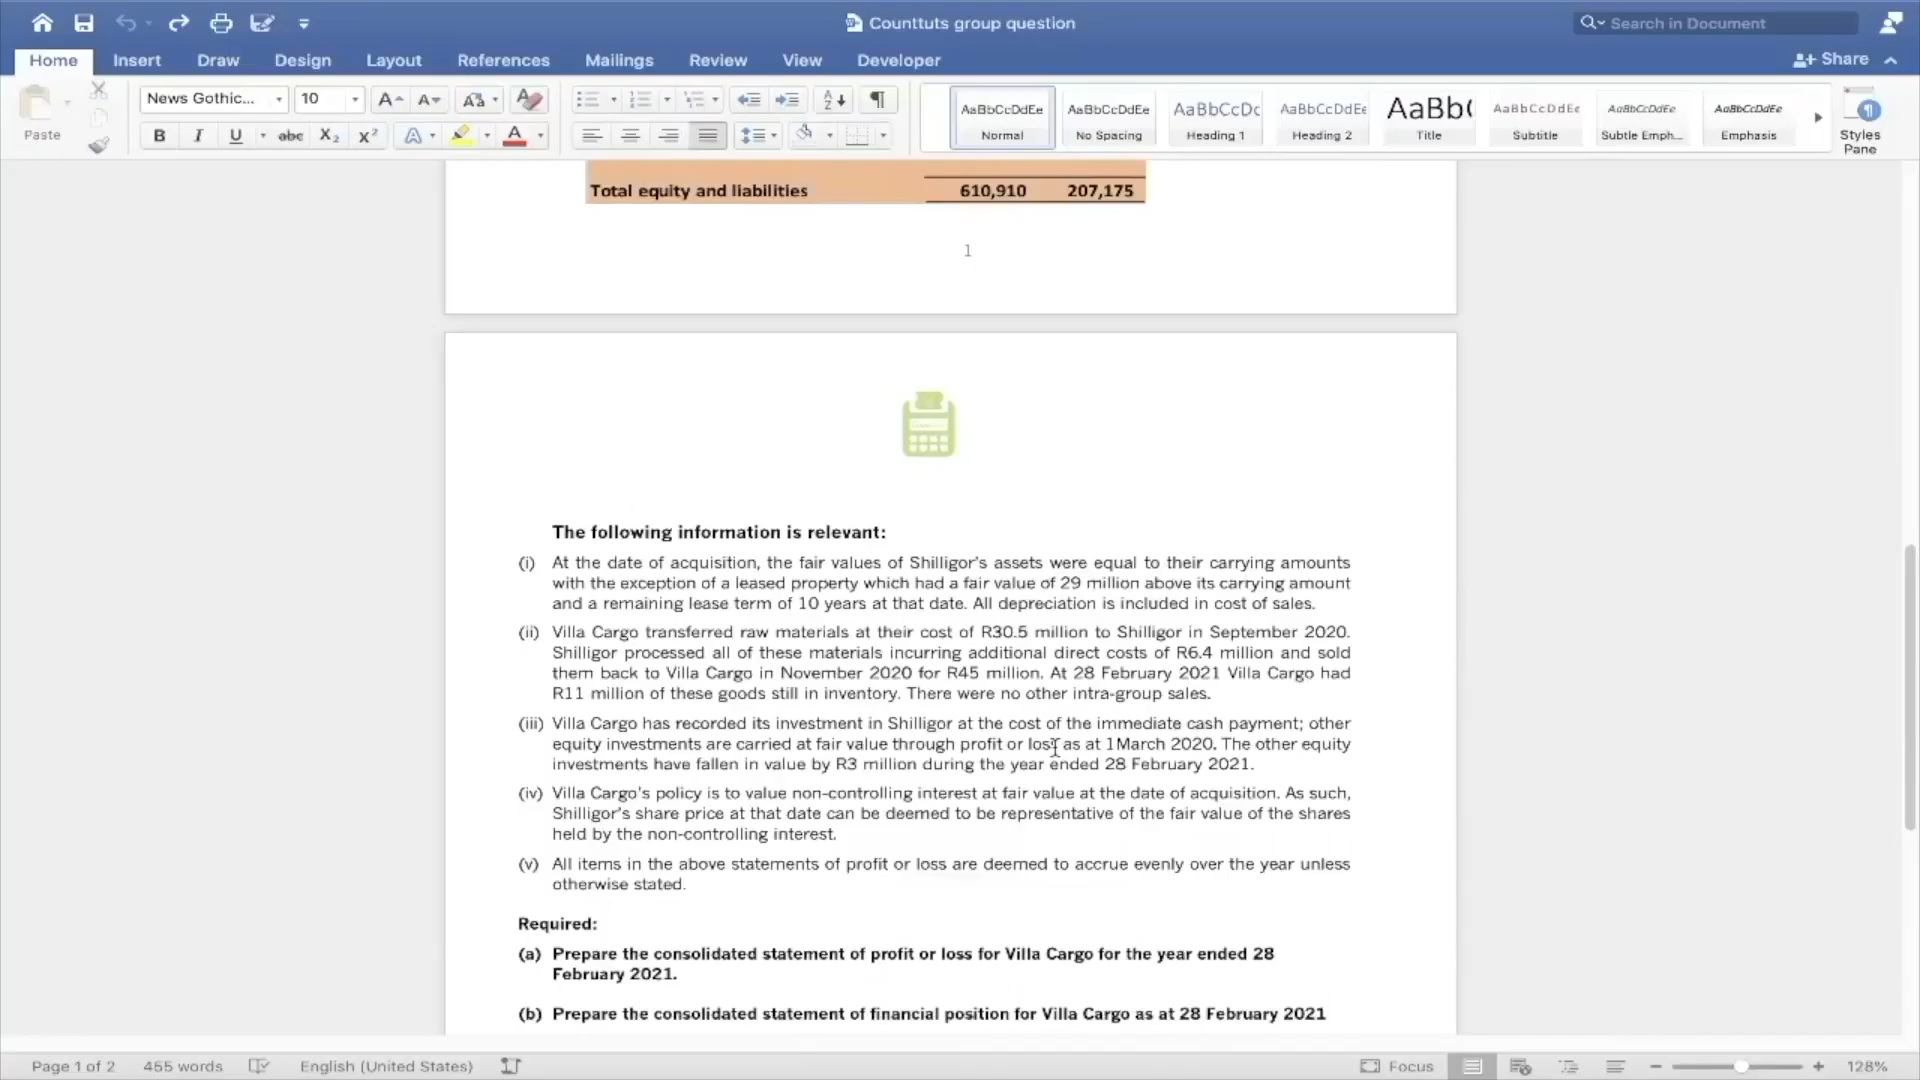 Counttuts group question
Search in Document
Home Insert Draw Design Layout References Mailings Review View Developer
Share
Paste
News Gothic... 10
AaBbCcDdEe AaBbCcDdEe AaBbCcDc AaBbCcDdEe AaBb( AaBbCcDdEe AaBbCcDdEe AaBbCcDdEe
Normal No Spacing Heading 1 Heading 2 Title Subtitle Subtle Emph... Emphasis
Styles
Pane
Total equity and liabilities 610,910 207,175
1
The following information is relevant:
(i) At the date of acquisition, the fair values of Shilligor's assets were equal to their carrying amounts
with the exception of a leased property which had a fair value of 29 million above its carrying amount
and a remaining lease term of 10 years at that date. All depreciation is included in cost of sales.
(ii) Villa Cargo transferred raw materials at their cost of R30.5 million to Shilligor in September 2020.
Shilligor processed all of these materials incurring additional direct costs of R6.4 million and sold
them back to Villa Cargo in November 2020 for R45 million. At 28 February 2021 Villa Cargo had
R11 million of these goods still in inventory. There were no other intra-group sales.
(iii) Villa Cargo has recorded its investment in Shilligor at the cost of the immediate cash payment; other
equity investments are carried at fair value through profit or loss as at 1March 2020. The other equity
investments have fallen in value by R3 million during the year ended 28 February 2021.
(iv) Villa Cargo's policy is to value non-controlling interest at fair value at the date of acquisition. As such,
Shilligor's share price at that date can be deemed to be representative of the fair value of the shares
held by the non-controlling interest.
(v) All items in the above statements of profit or loss are deemed to accrue evenly over the year unless
otherwise stated.
Required:
(a) Prepare the consolidated statement of profit or loss for Villa Cargo for the year ended 28
February 2021.
(b) Prepare the consolidated statement of financial position for Villa Cargo as at 28 February 2021
Page 1 of 2 455 words English (United States) Focus 128%